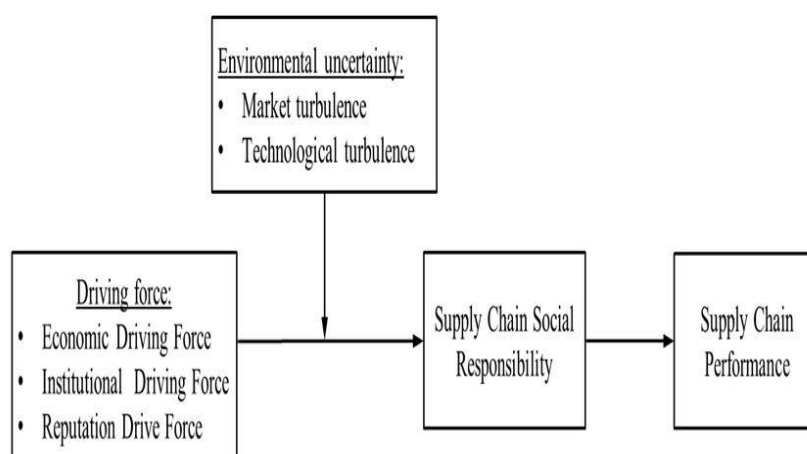 Environmental uncertainty:
• Market turbulence
• Technological turbulence
Driving force:
• Economic Driving Force
• Institutional Driving Force
• Reputation Drive Force
Supply Chain Social
Responsibility
Supply Chain
Performance